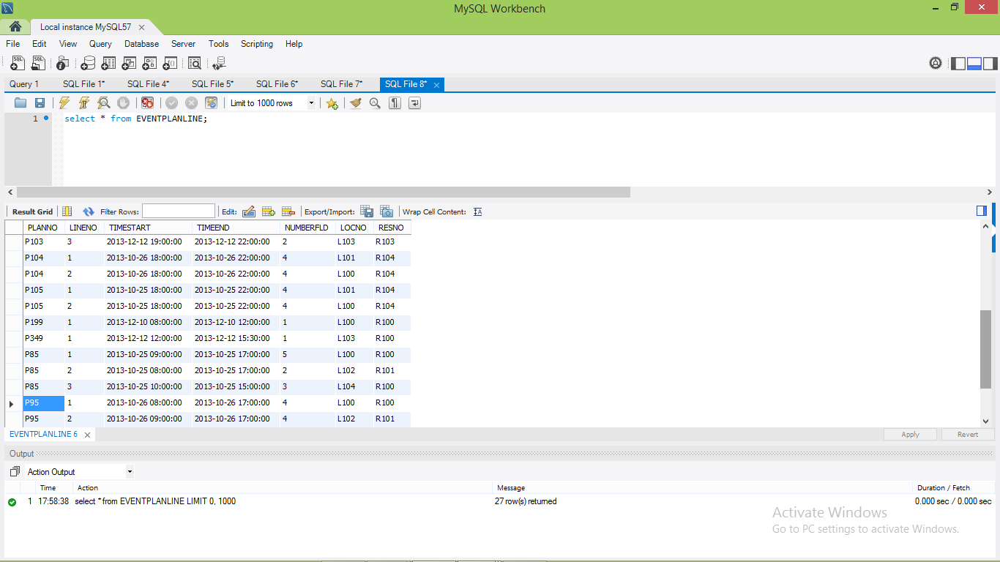 MySQL Workbench
Local instance MySQL57
File Edit View Query Database Server Tools Scripting Help
Query 1 SQL File 1* SQL File 4* SQL File 5* SQL File 6* SQL File 7* SQL File 8*
Limit to 1000 rows
1 select * from EVENTPLANLINE;
Result Grid Filter Rows: Edit: Export/Import: Wrap Cell Content:
PLANNO LINENO TIMESTART TIMEEND NUMBERFLD LOCNO RESNO
P103 3 2013-12-12 19:00:00 2013-12-12 22:00:00 2 L103 R103
P104 1 2013-10-26 18:00:00 2013-10-26 22:00:00 4 L101 R104
P104 2 2013-10-26 18:00:00 2013-10-26 22:00:00 4 L100 R104
P105 1 2013-10-25 18:00:00 2013-10-25 22:00:00 4 L101 R104
P105 2 2013-10-25 18:00:00 2013-10-25 22:00:00 4 L100 R104
P199 1 2013-12-10 08:00:00 2013-12-10 12:00:00 1 L100 R100
P349 1 2013-12-12 12:00:00 2013-12-12 15:30:00 1 L103 R100
P85 1 2013-10-25 09:00:00 2013-10-25 17:00:00 5 L100 R100
P85 2 2013-10-25 08:00:00 2013-10-25 17:00:00 2 L102 R101
P85 3 2013-10-25 10:00:00 2013-10-25 15:00:00 3 L104 R100
P95 1 2013-10-26 08:00:00 2013-10-26 17:00:00 4 L100 R100
P95 2 2013-10-26 09:00:00 2013-10-26 17:00:00 4 L102 R101
EVENTPLANLINE 6 Apply Revert
Output
Action Output
Time Action Message Duration / Fetch
1 17:58:38 select * from EVENTPLANLINE LIMIT 0, 1000 27 row(s) returned 0.000 sec / 0.000 sec
Activate Windows
Go to PC settings to activate Windows.